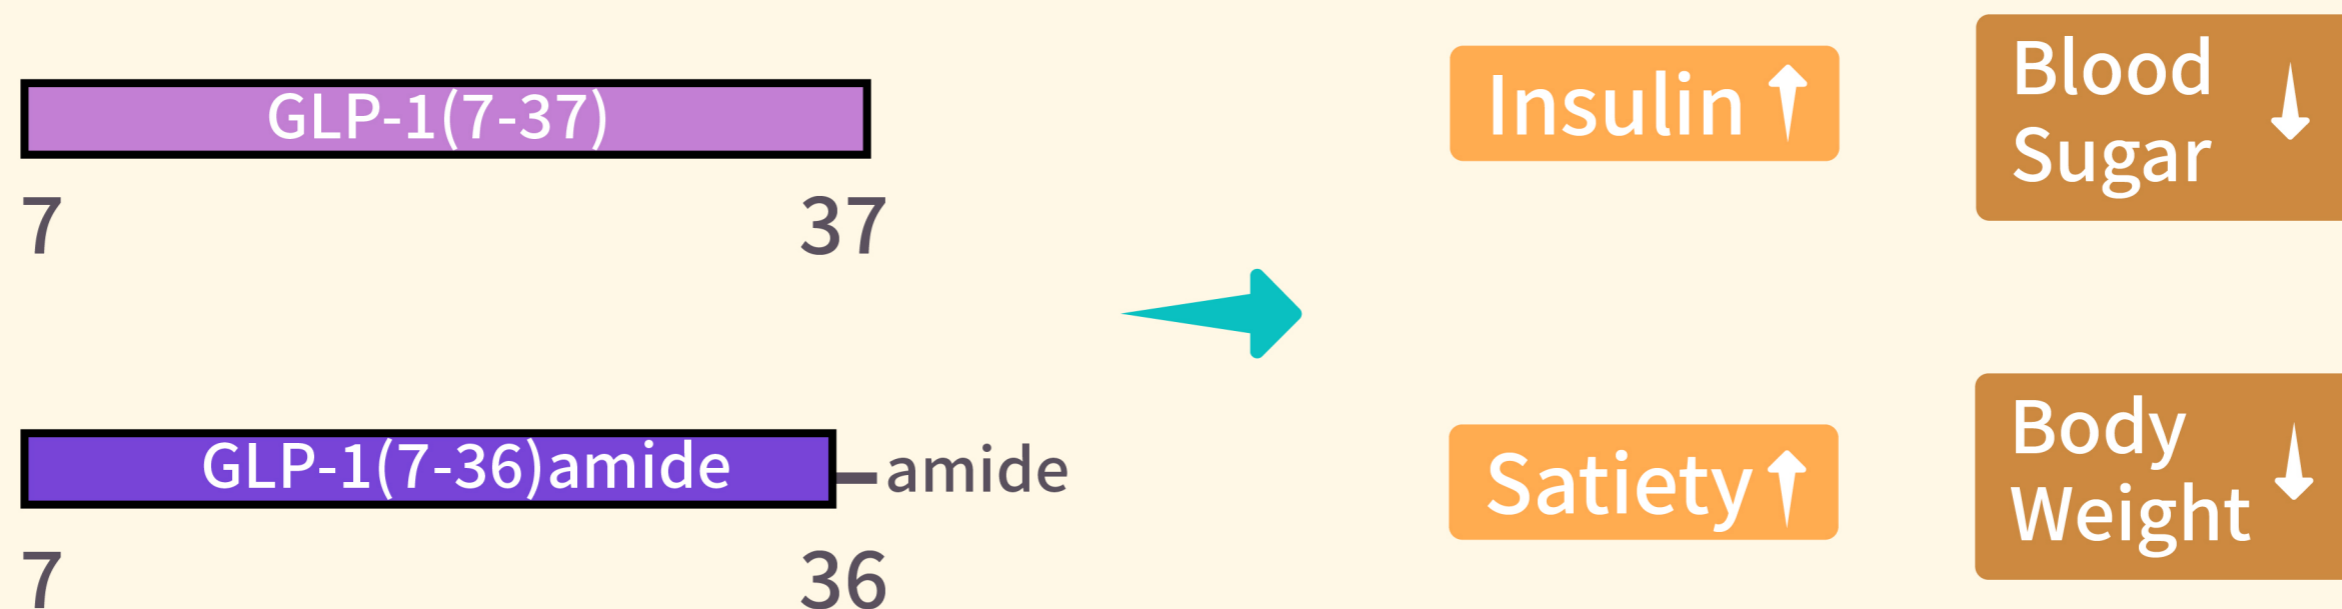 GLP-1(7-37)
7 37
GLP-1(7-36)amide
amide
7 36
Insulin
Satiety
Blood
Sugar
Body
Weight